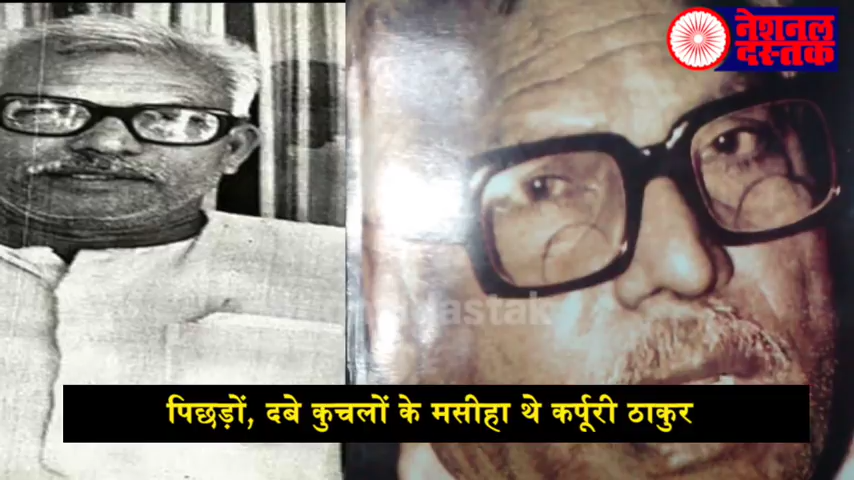 नेशनल
दस्तक
पिछड़ों, दबे कुचलों के मसीहा थे कर्पूरी ठाकुर